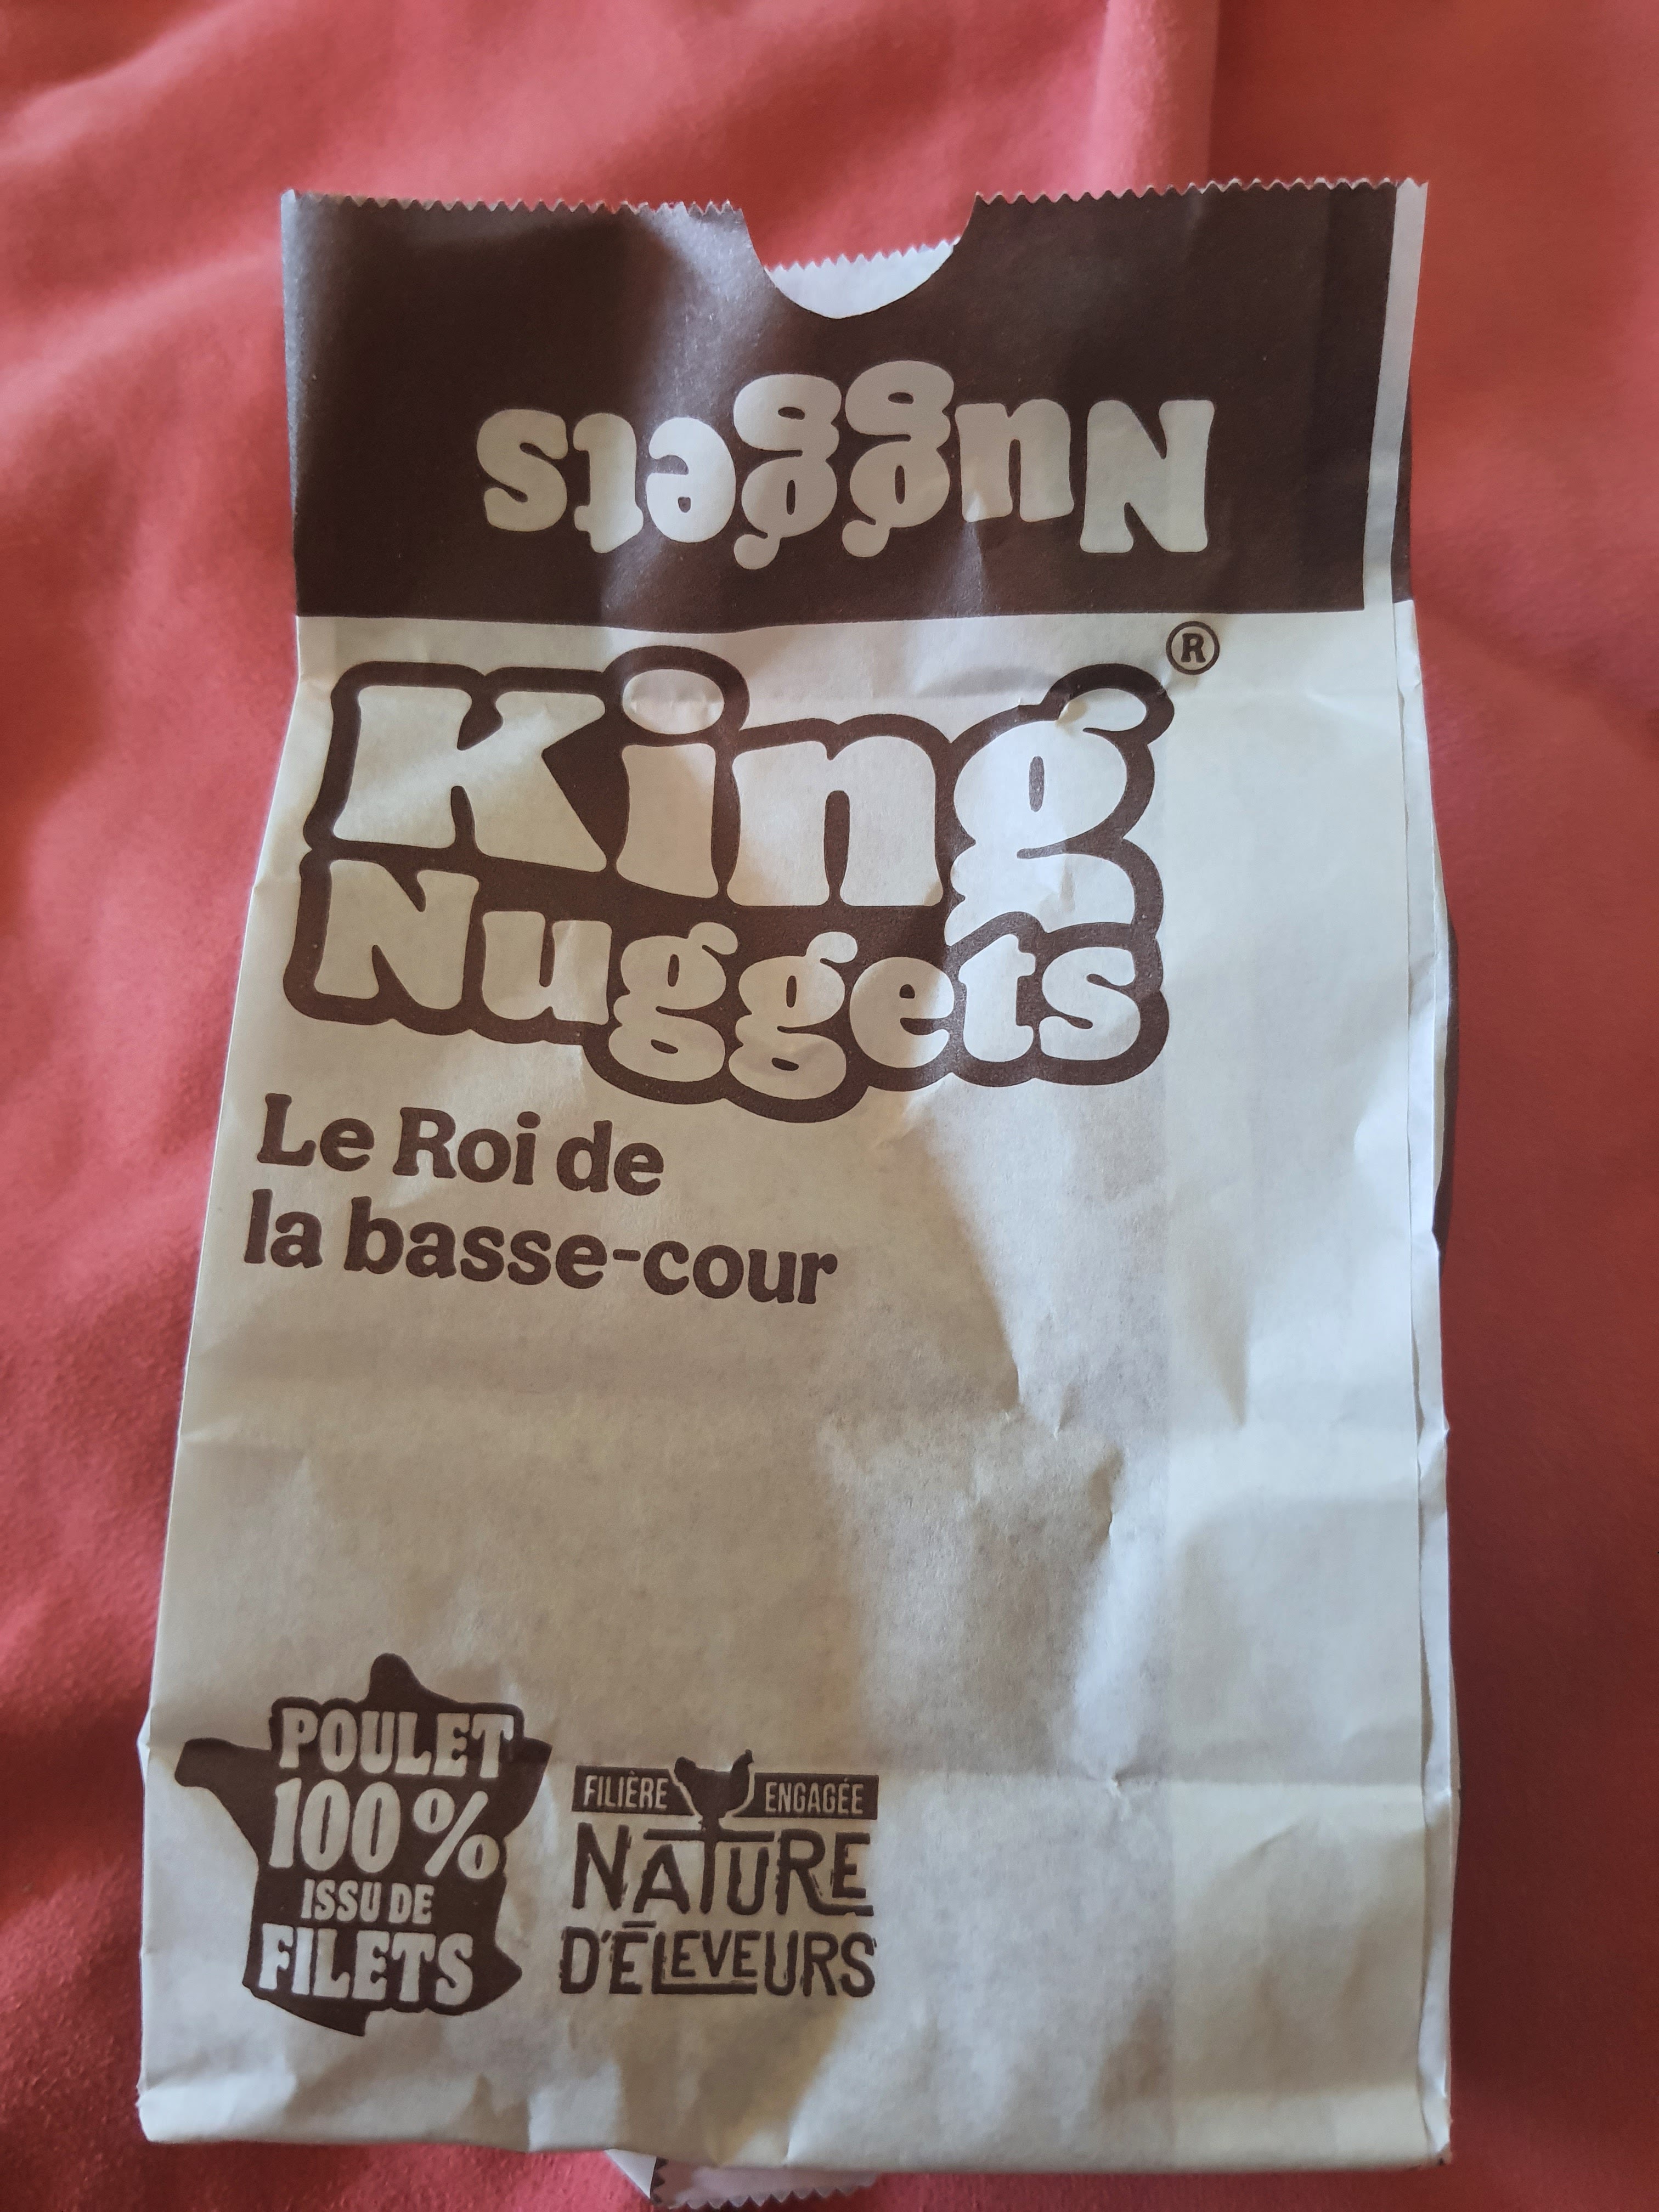 Nuggets
King®
Nuggets
Le Roi de
la basse-cour
POULET
100%
ISSU DE
FILETS
FILIÈRE ENGAGÉE
NATURE
D'ÉLEVEURS